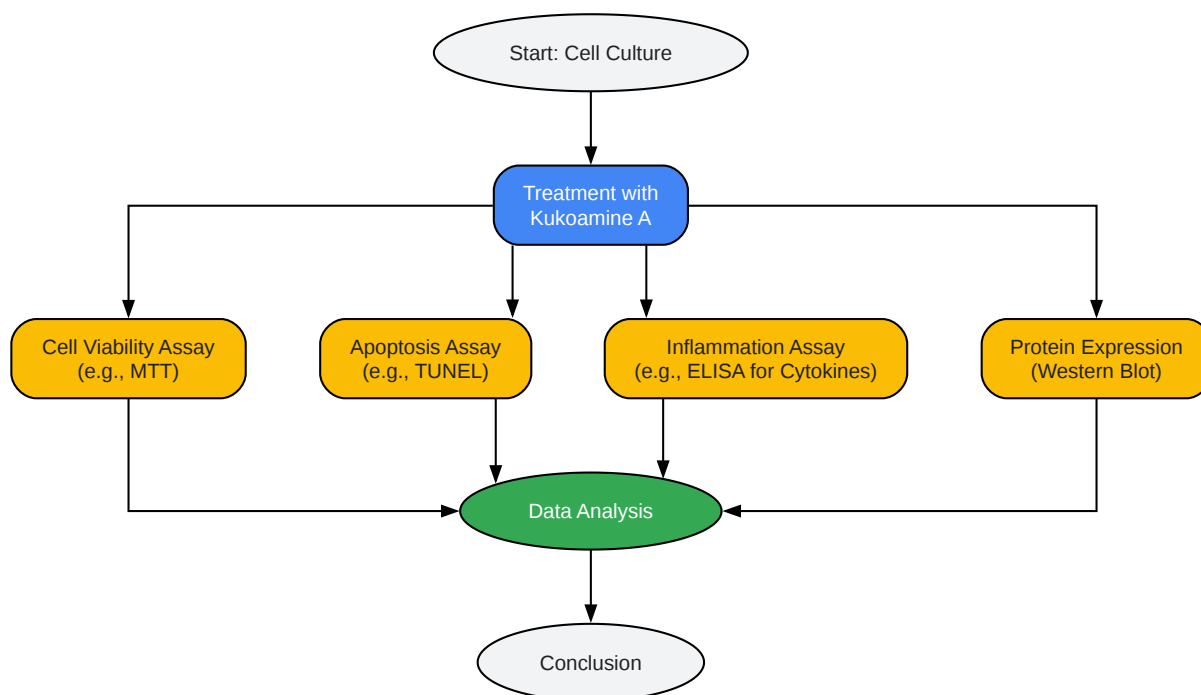 Start: Cell Culture
Treatment with
Kukoamine A
Cell Viability Assay
(e.g., MTT)
Apoptosis Assay
(e.g., TUNEL)
Inflammation Assay
(e.g., ELISA for Cytokines)
Protein Expression
(Western Blot)
Data Analysis
Conclusion